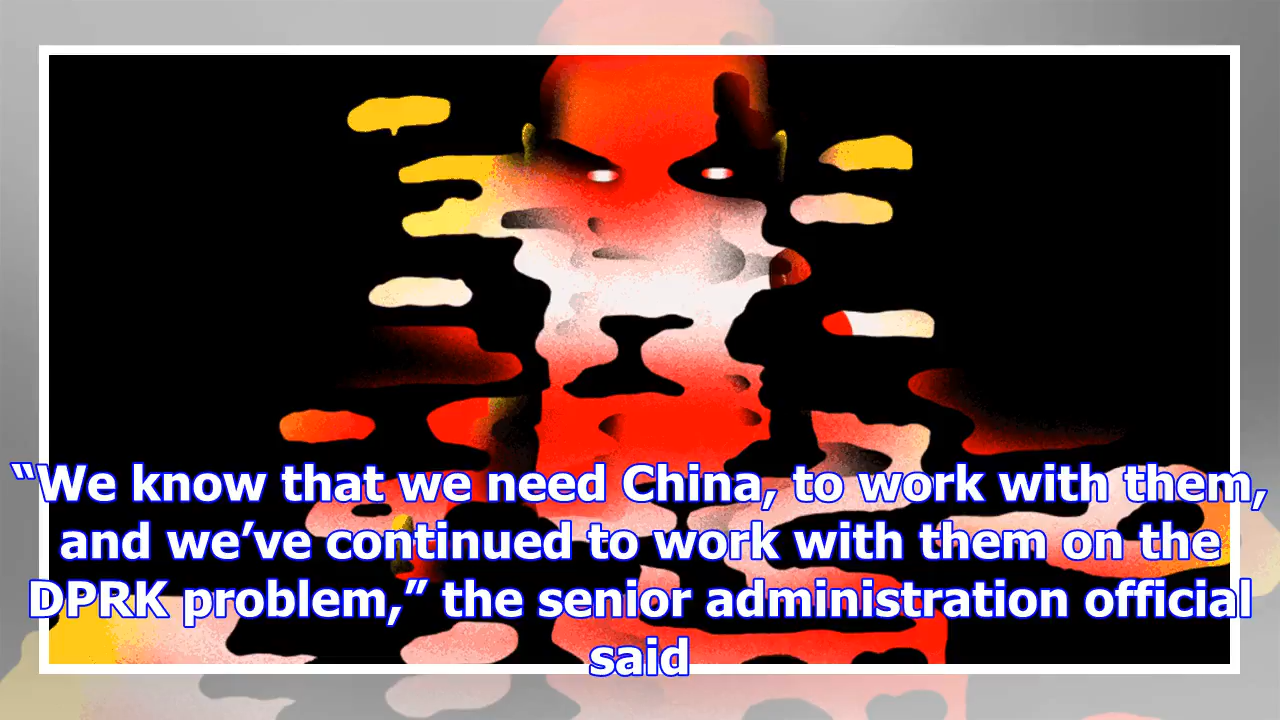 “We know that we need China, to work with them,
and we’ve continued to work with them on the
DPRK problem,” the senior administration official
said